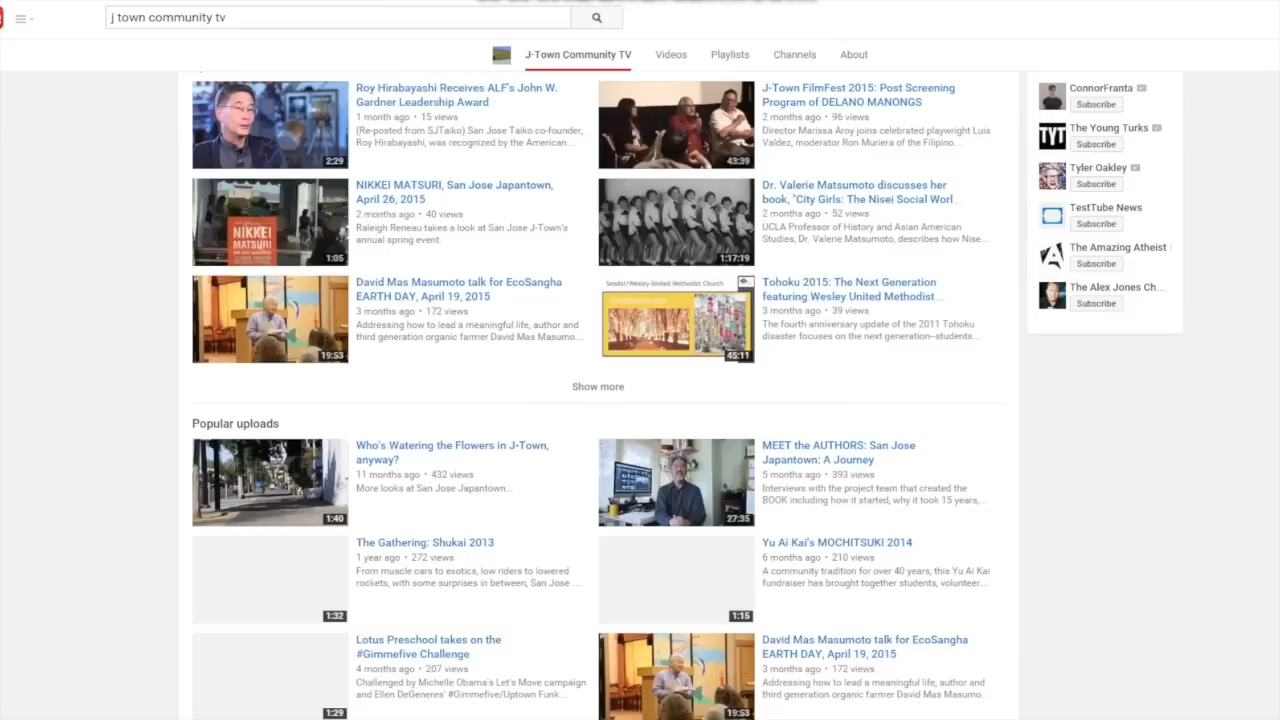 j town community tv
J-Town Community TV
Videos
Playlists
Channels
About
Roy Hirabayashi Receives ALF's John W.
Gardner Leadership Award
1 month ago • 15 views
(Re-posted from SJTaiko) San Jose Taiko co-founder,
Roy Hirabayashi, was recognized by the American...
2:29
J-Town FilmFest 2015: Post Screening
Program of DELANO MANONGS
2 months ago • 96 views
Director Marissa Aroy joins celebrated playwright Luis
Valdez, moderator Ron Muriera of the Filipino...
43:39
NIKKEI MATSURI, San Jose Japantown,
April 26, 2015
2 months ago • 40 views
Raleigh Reneau takes a look at San Jose J-Town's
annual spring event.
NIKKEI
MATSURI
1:05
Dr. Valerie Matsumoto discusses her
book, "City Girls: The Nisei Social Worl...
2 months ago • 52 views
UCLA Professor of History and Asian American
Studies, Dr. Valerie Matsumoto, describes how Nise...
1:17:19
David Mas Masumoto talk for EcoSangha
EARTH DAY, April 19, 2015
3 months ago • 172 views
Addressing how to lead a meaningful life, author and
third generation organic farmer David Mas Masumo...
19:53
Sendai/Wesley United Methodist Church
Tohoku 2015: The Next Generation
featuring Wesley United Methodist...
3 months ago • 39 views
The fourth anniversary update of the 2011 Tohoku
disaster focuses on the next generation--students...
45:11
Show more
Popular uploads
Who's Watering the Flowers in J-Town,
anyway?
11 months ago • 432 views
More looks at San Jose Japantown...
1:40
MEET the AUTHORS: San Jose
Japantown: A Journey
5 months ago • 393 views
Interviews with the project team that created the
BOOK including how it started, why it took 15 years,...
27:35
The Gathering: Shukai 2013
1 year ago • 272 views
From muscle cars to exotics, low riders to lowered
rockets, with some surprises in between, San Jose ...
1:32
Yu Ai Kai's MOCHITSUKI 2014
6 months ago • 210 views
A community tradition for over 40 years, this Yu Ai Kai
fundraiser has brought together students, volunteer...
1:15
Lotus Preschool takes on the
#Gimmefive Challenge
4 months ago • 207 views
Challenged by Michelle Obama's Let's Move campaign
and Ellen DeGeneres' #Gimmefive/Uptown Funk...
1:29
David Mas Masumoto talk for EcoSangha
EARTH DAY, April 19, 2015
3 months ago • 172 views
Addressing how to lead a meaningful life, author and
third generation organic farmer David Mas Masumo...
19:53
ConnorFranta
Subscribe
TYT
The Young Turks
Subscribe
Tyler Oakley
Subscribe
TestTube News
Subscribe
The Amazing Atheist
Subscribe
The Alex Jones Ch...
Subscribe